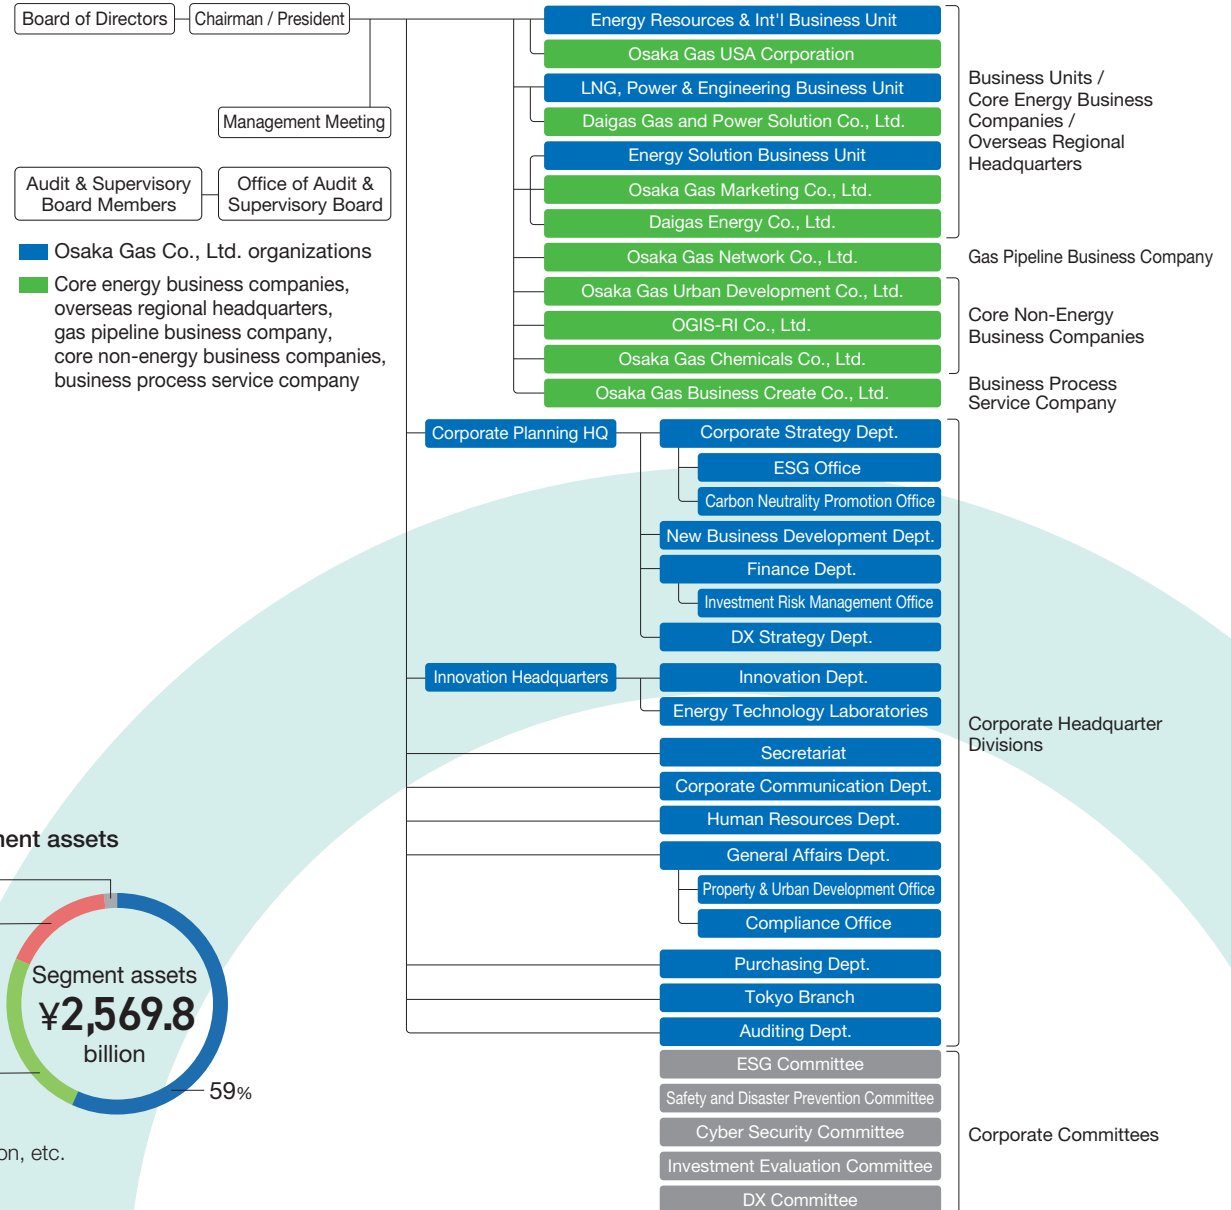 Board of Directors
Chairman / President
Management Meeting
Audit & Supervisory
Board Members
Office of Audit &
Supervisory Board
Osaka Gas Co., Ltd. organizations
Core energy business companies,
overseas regional headquarters,
gas pipeline business company,
core non-energy business companies,
business process service company
Energy Resources & Int'l Business Unit
Osaka Gas USA Corporation
LNG, Power & Engineering Business Unit
Daigas Gas and Power Solution Co., Ltd.
Energy Solution Business Unit
Osaka Gas Marketing Co., Ltd.
Daigas Energy Co., Ltd.
Business Units /
Core Energy Business
Companies /
Overseas Regional
Headquarters
Osaka Gas Network Co., Ltd.
Gas Pipeline Business Company
Osaka Gas Urban Development Co., Ltd.
OGIS-RI Co., Ltd.
Osaka Gas Chemicals Co., Ltd.
Core Non-Energy
Business Companies
Osaka Gas Business Create Co., Ltd.
Business Process
Service Company
Corporate Planning HQ
Corporate Strategy Dept.
ESG Office
Carbon Neutrality Promotion Office
New Business Development Dept.
Finance Dept.
Investment Risk Management Office
DX Strategy Dept.
Innovation Headquarters
Innovation Dept.
Energy Technology Laboratories
Secretariat
Corporate Communication Dept.
Human Resources Dept.
General Affairs Dept.
Property & Urban Development Office
Compliance Office
Purchasing Dept.
Tokyo Branch
Auditing Dept.
Corporate Headquarter
Divisions
ESG Committee
Safety and Disaster Prevention Committee
Cyber Security Committee
Investment Evaluation Committee
DX Committee
Corporate Committees
ment assets
Segment assets
¥2,569.8
billion
59%
on, etc.